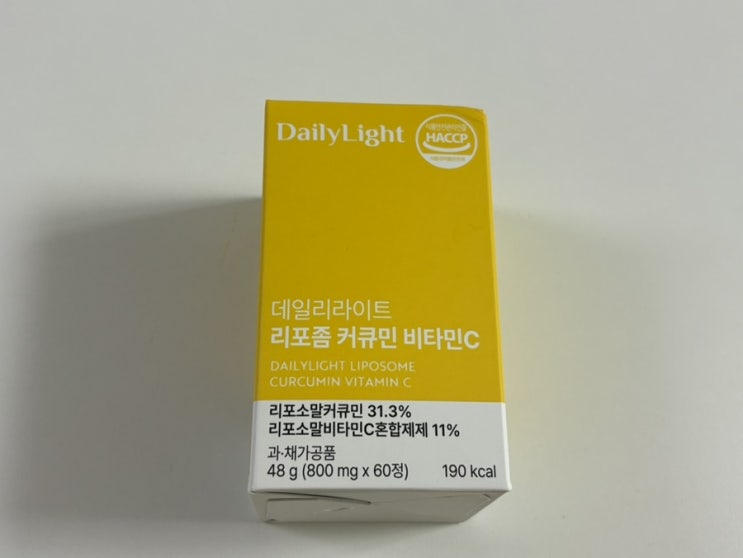 DailyLight
HACCP
데일리라이트
리포좀 커큐민 비타민C
DAILYLIGHT LIPOSOME
CURCUMIN VITAMIN C
리포소말커큐민 31.3%
리포소말비타민C혼합제제 11%
과·채가공품
48 g (800 mg x 60정) 190 kcal